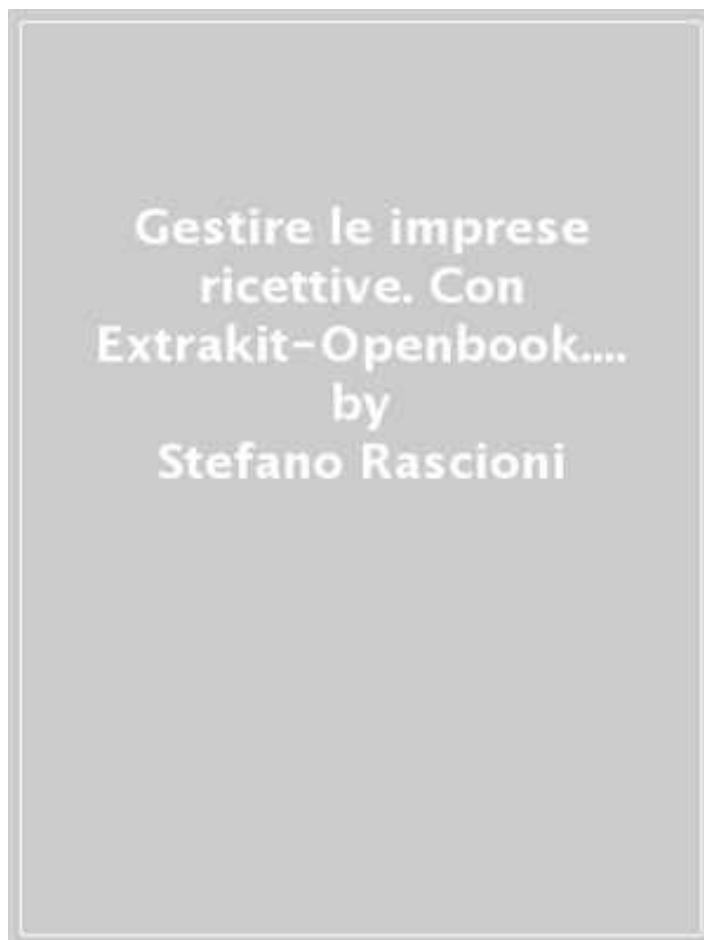 Gestire le imprese
ricettive. Con
Extrakit-Openbook....
by
Stefano Rascioni